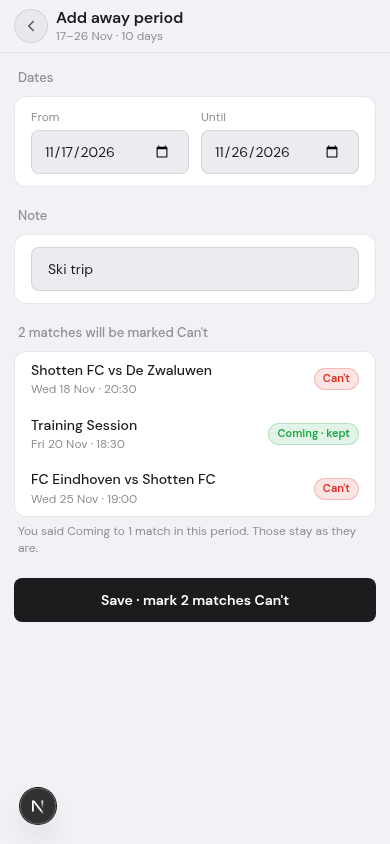 Add away period
17–26 Nov · 10 days
Dates
From
Until
11/17/2026
11/26/2026
Note
Ski trip
2 matches will be marked Can't
Shotten FC vs De Zwaluwen
Wed 18 Nov · 20:30
Can't
Training Session
Fri 20 Nov · 18:30
Coming · kept
FC Eindhoven vs Shotten FC
Wed 25 Nov · 19:00
Can't
You said Coming to 1 match in this period. Those stay as they
are.
Save · mark 2 matches Can't
N